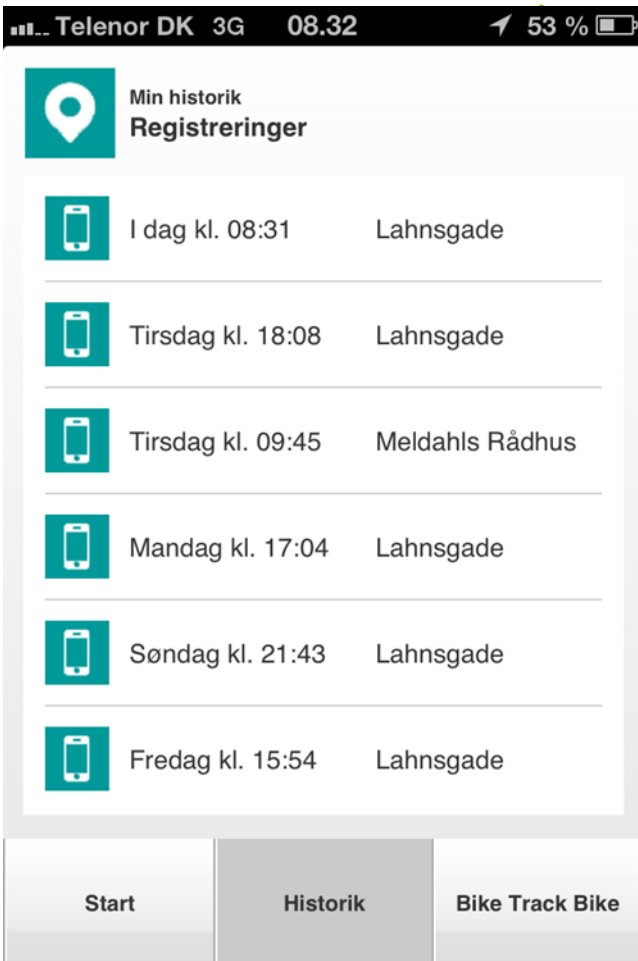 Telenor DK 3G 08.32 53 %
Min historik
Registreringer
I dag kl. 08:31 Lahnsgade
Tirsdag kl. 18:08 Lahnsgade
Tirsdag kl. 09:45 Meldahls Rådhus
Mandag kl. 17:04 Lahnsgade
Søndag kl. 21:43 Lahnsgade
Fredag kl. 15:54 Lahnsgade
Start Historik Bike Track Bike